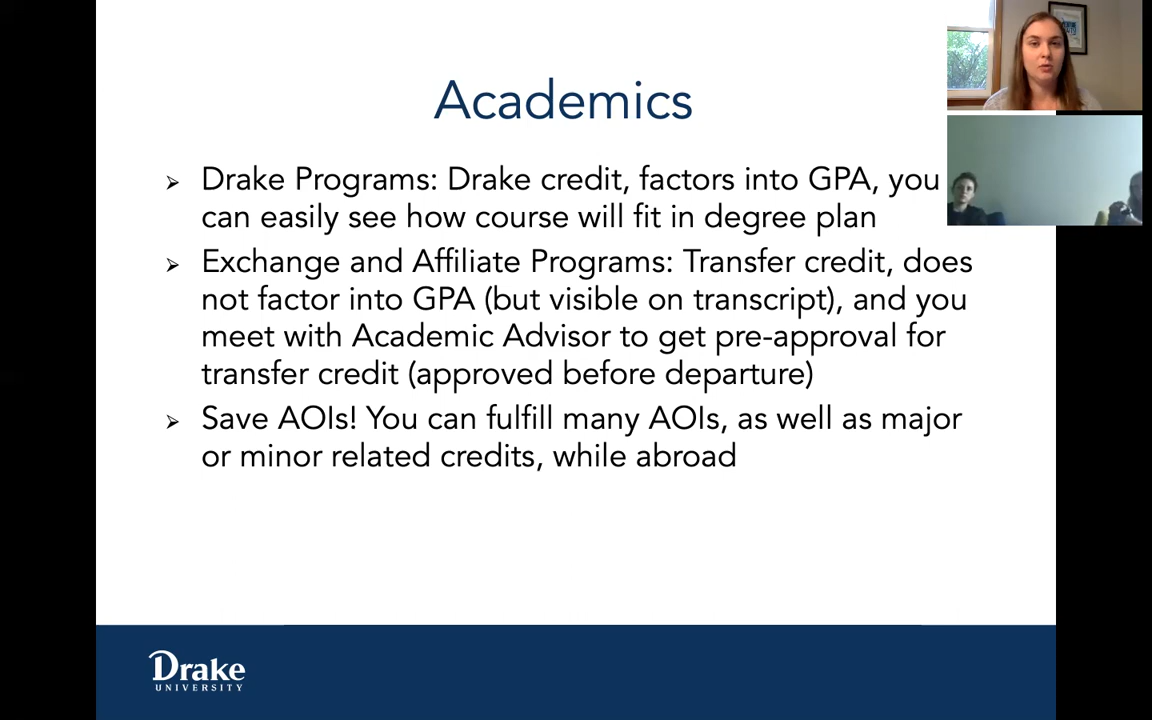 Academics
Drake Programs: Drake credit, factors into GPA, you
can easily see how course will fit in degree plan
Exchange and Affiliate Programs: Transfer credit, does
not factor into GPA (but visible on transcript), and you
meet with Academic Advisor to get pre-approval for
transfer credit (approved before departure)
Save AOIs! You can fulfill many AOIs, as well as major
or minor related credits, while abroad
Drake
UNIVERSITY